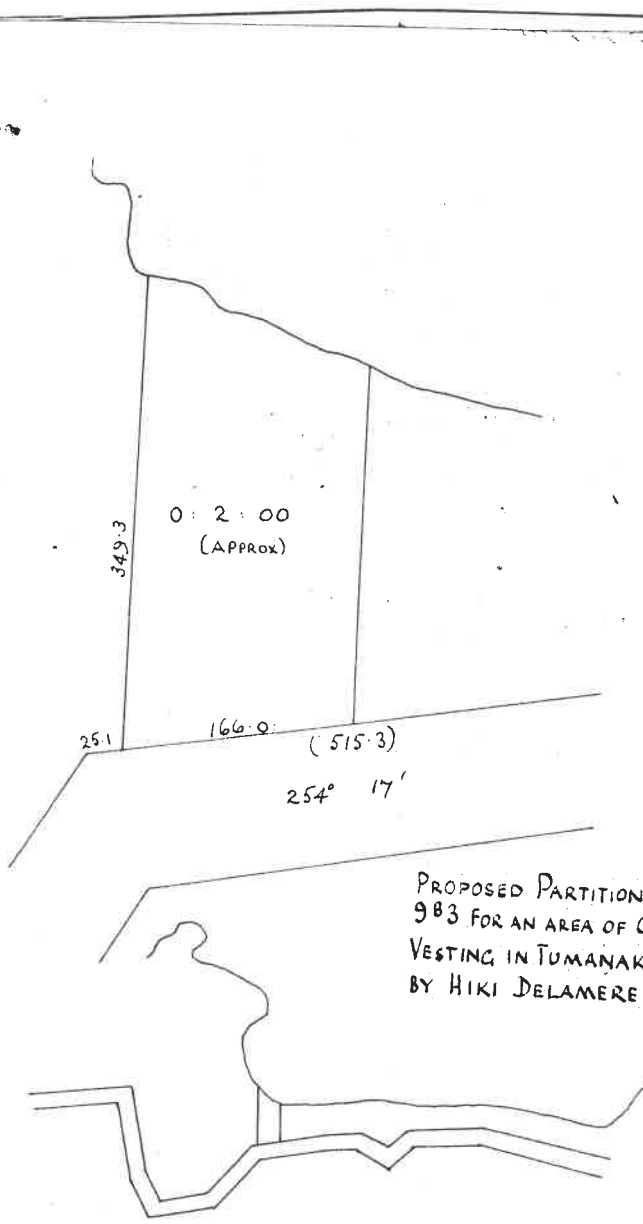 349.3
0 : 2 : 00
(APPROX)
25.1
166.0
(515.3)
254° 17'
PROPOSED PARTITION
9B3 FOR AN AREA OF
VESTING IN TUMANAK
BY HIKI DELAMERE